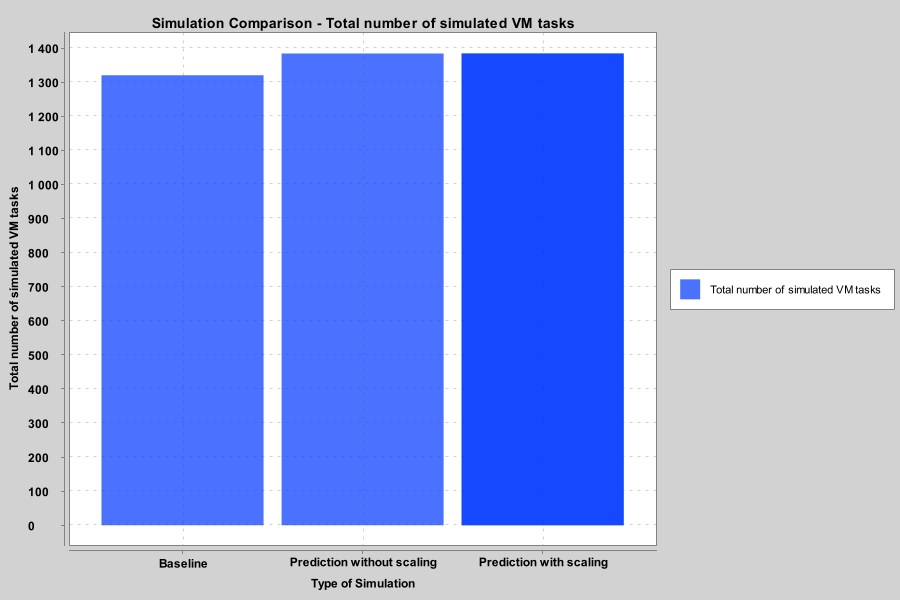 Simulation Comparison - Total number of simulated VM tasks
1 400
1 300
1 200
1 100
1 000
900
800
700
600
500
400
300
200
100
0
Total number of simulated VM tasks
Baseline
Prediction without scaling
Prediction with scaling
Type of Simulation
Total number of simulated VM tasks